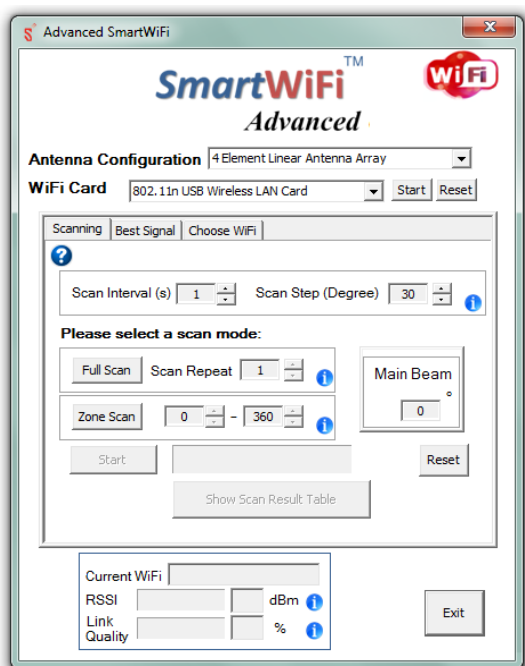 Advanced SmartWiFi
SmartWiFi™
WiFi
Advanced
Antenna Configuration 4 Element Linear Antenna Array
WiFi Card 802.11n USB Wireless LAN Card Start Reset
Scanning Best Signal Choose WiFi
?
Scan Interval (s) 1 Scan Step (Degree) 30 i
Please select a scan mode:
Full Scan Scan Repeat 1 i
Main Beam
0 °
Zone Scan 0 - 360 i
Start Reset
Show Scan Result Table
Current WiFi
RSSI dBm i
Link Quality % i
Exit